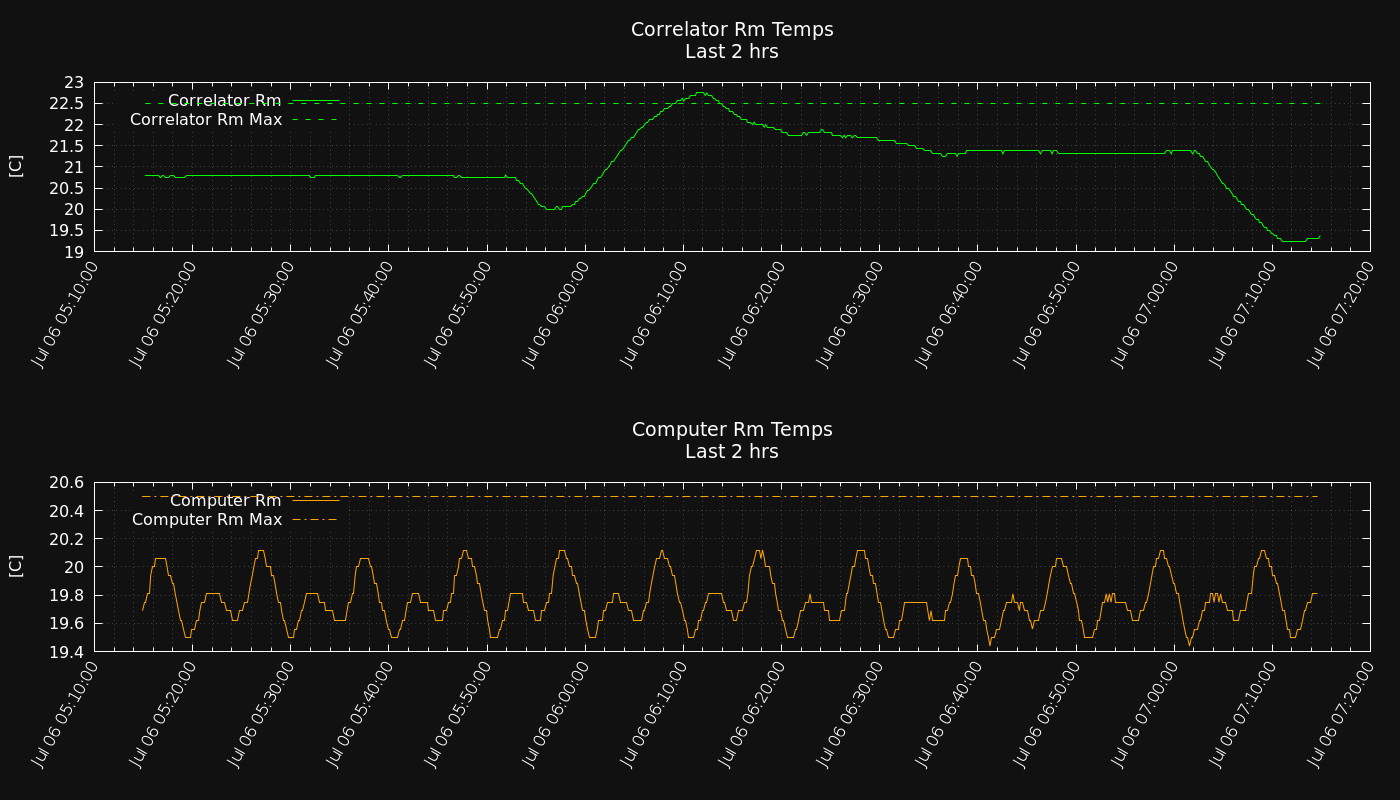 Correlator Rm Temps
Last 2 hrs
[C]
23
22.5
22
21.5
21
20.5
20
19.5
19
Correlator Rm
Correlator Rm Max
Jul 06 05:10:00
Jul 06 05:20:00
Jul 06 05:30:00
Jul 06 05:40:00
Jul 06 05:50:00
Jul 06 06:00:00
Jul 06 06:10:00
Jul 06 06:20:00
Jul 06 06:30:00
Jul 06 06:40:00
Jul 06 06:50:00
Jul 06 07:00:00
Jul 06 07:10:00
Jul 06 07:20:00
Computer Rm Temps
Last 2 hrs
[C]
20.6
20.4
20.2
20
19.8
19.6
19.4
Computer Rm
Computer Rm Max
Jul 06 05:10:00
Jul 06 05:20:00
Jul 06 05:30:00
Jul 06 05:40:00
Jul 06 05:50:00
Jul 06 06:00:00
Jul 06 06:10:00
Jul 06 06:20:00
Jul 06 06:30:00
Jul 06 06:40:00
Jul 06 06:50:00
Jul 06 07:00:00
Jul 06 07:10:00
Jul 06 07:20:00